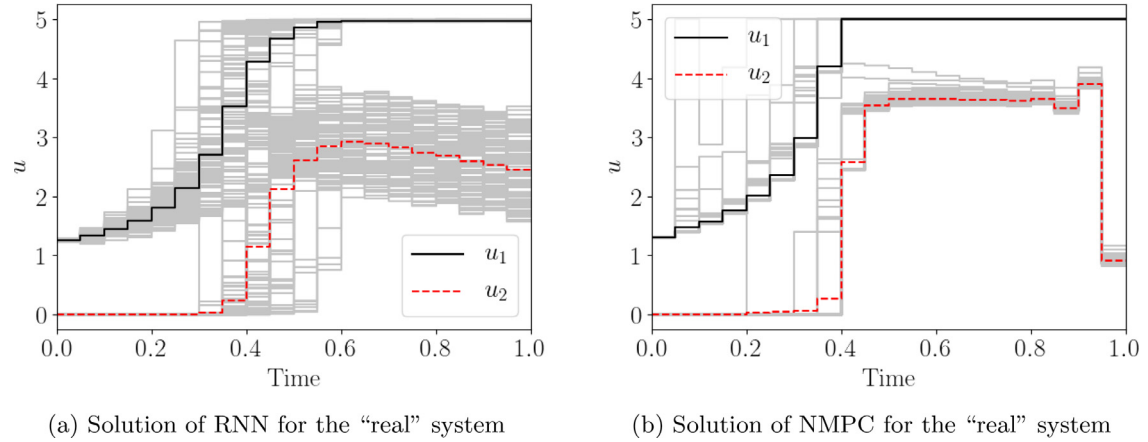 5
4
3
2
1
0
u
u₁
u₂
0.0 0.2 0.4 0.6 0.8 1.0
Time
(a) Solution of RNN for the “real” system
5
4
3
2
1
0
u
u₁
u₂
0.0 0.2 0.4 0.6 0.8 1.0
Time
(b) Solution of NMPC for the “real” system